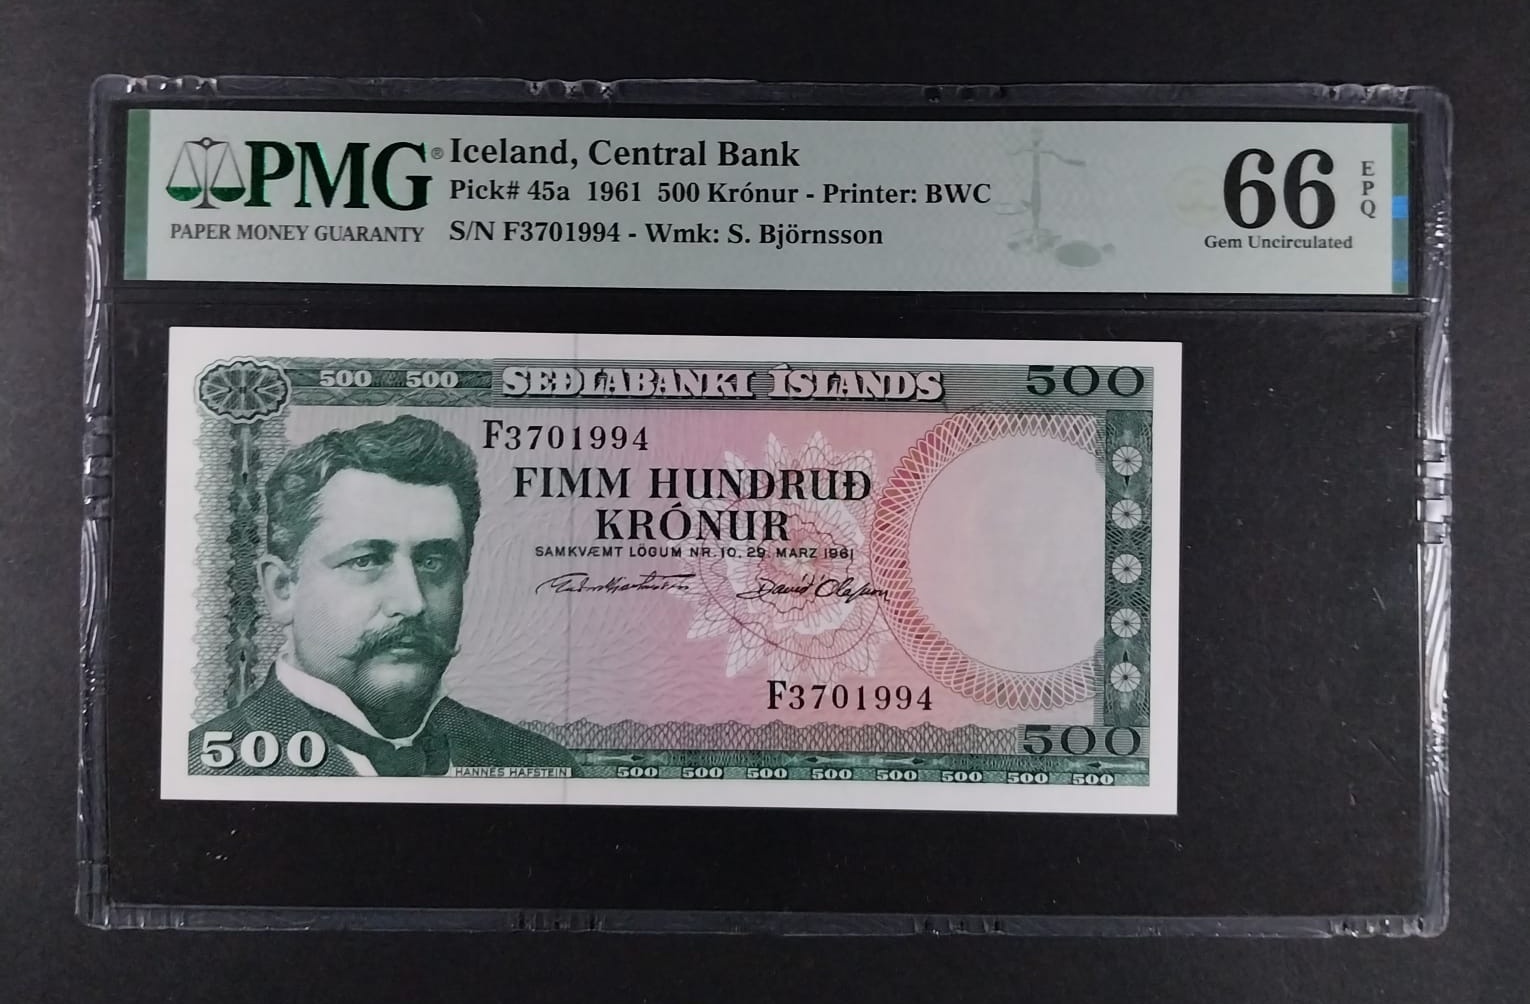 PMG®
PAPER MONEY GUARANTY
Iceland, Central Bank
Pick# 45a 1961 500 Krónur - Printer: BWC
S/N F3701994 - Wmk: S. Björnsson
66 EPQ
Gem Uncirculated
500 500 SEÐLABANKI ÍSLANDS 500
F3701994
FIMM HUNDRUÐ
KRÓNUR
SAMKVÆMT LÖGUM NR. 10, 29. MARZ 1961
David Olafsson
F3701994
500 500
HANNES HAFSTEIN 500 500 500 500 500 500 500 500